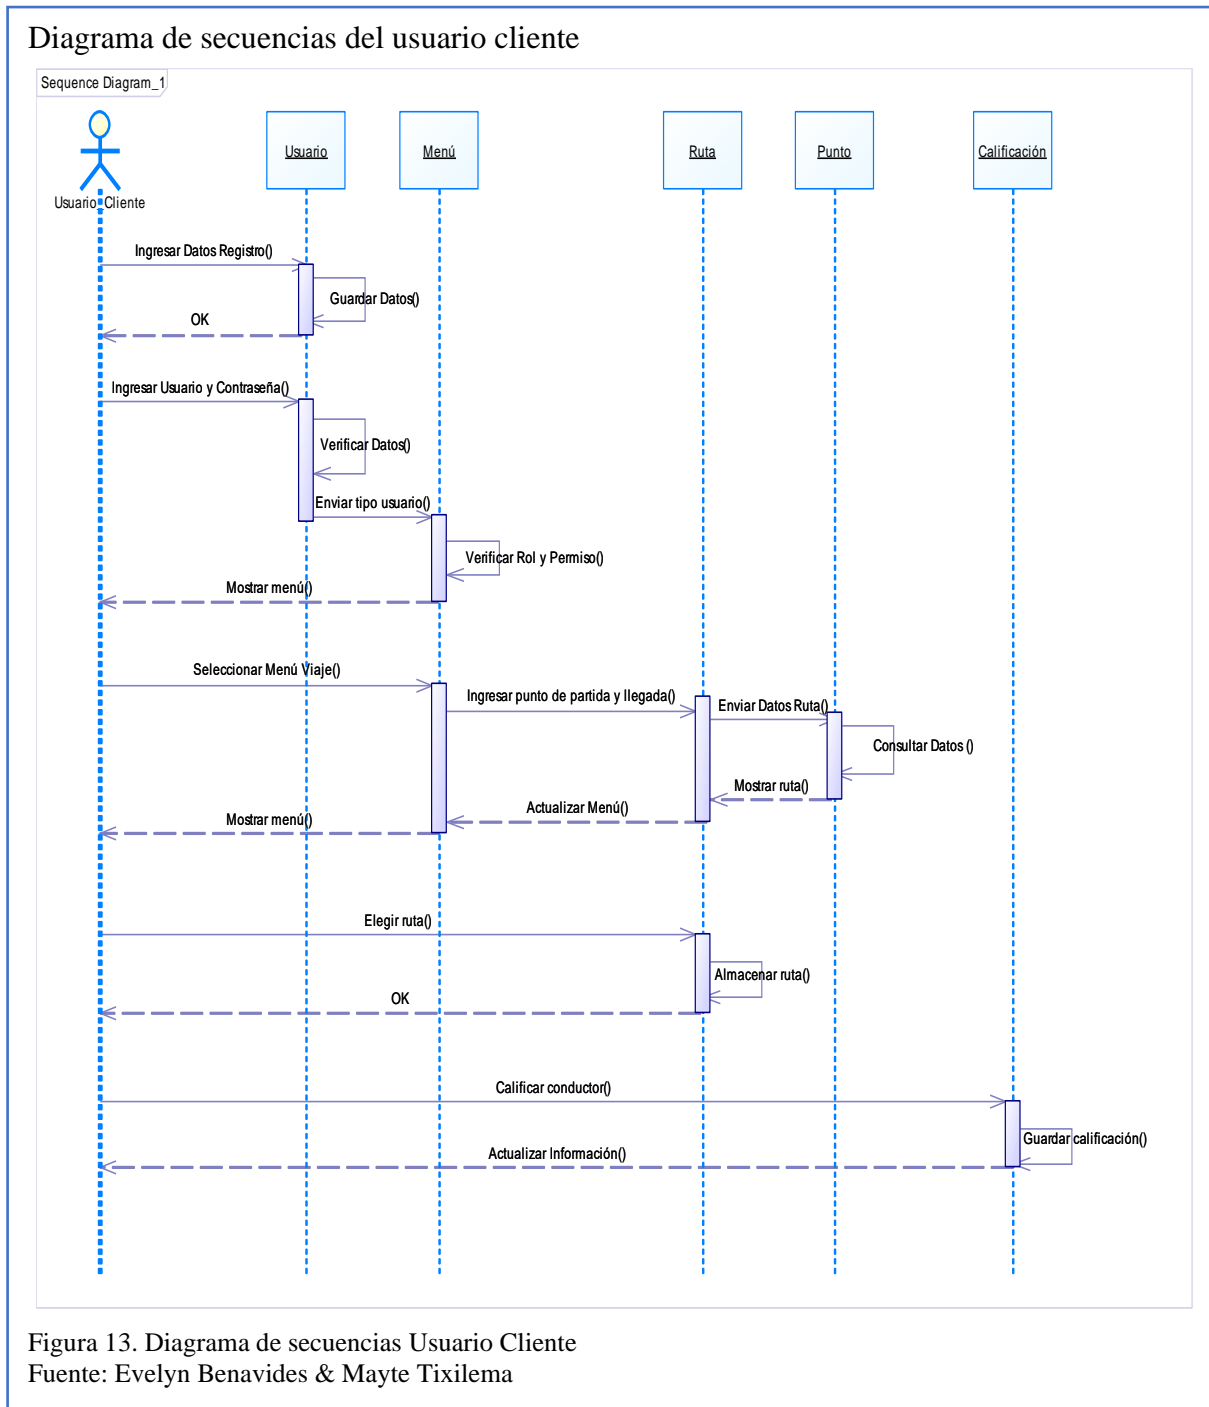 Diagrama de secuencias del usuario cliente
Sequence Diagram_1
Usuario_Cliente
Usuario
Menú
Ruta
Punto
Calificación
Ingresar Datos Registro()
Guardar Datos()
OK
Ingresar Usuario y Contraseña()
Verificar Datos()
Enviar tipo usuario()
Verificar Rol y Permiso()
Mostrar menú()
Seleccionar Menú Viaje()
Ingresar punto de partida y llegada()
Enviar Datos Ruta()
Consultar Datos ()
Mostrar ruta()
Actualizar Menú()
Mostrar menú()
Elegir ruta()
Almacenar ruta()
OK
Calificar conductor()
Guardar calificación()
Actualizar Información()
Figura 13. Diagrama de secuencias Usuario Cliente
Fuente: Evelyn Benavides & Mayte Tixilema